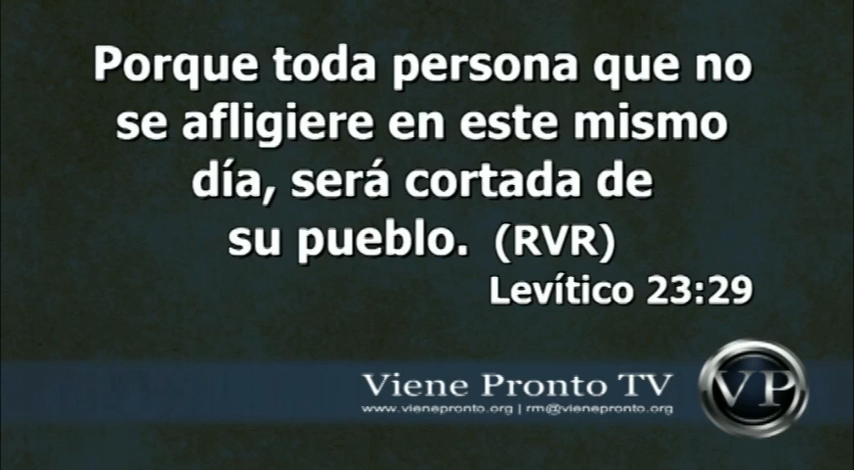 Porque toda persona que no
se afligiere en este mismo
día, será cortada de
su pueblo. (RVR)
Levítico 23:29
Viene Pronto TV
www.vienepronto.org | rm@vienepronto.org
VP